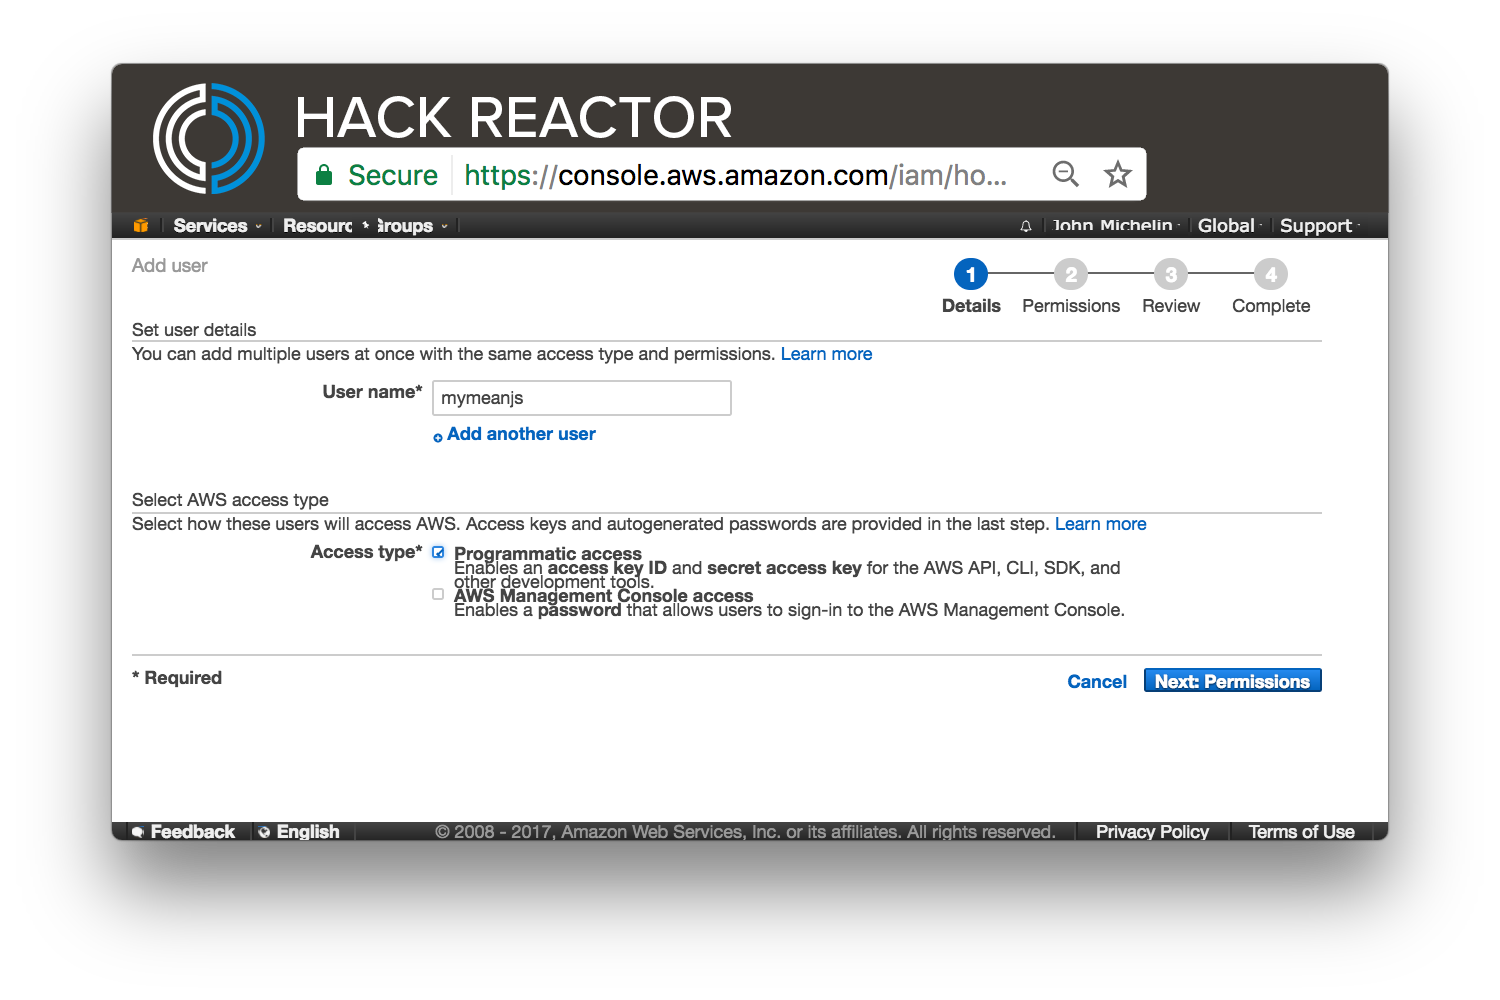 HACK REACTOR
Secure https://console.aws.amazon.com/iam/ho...
Services Resourc Groups John Michelin Global Support
Add user
1 2 3 4
Details Permissions Review Complete
Set user details
You can add multiple users at once with the same access type and permissions. Learn more
User name* mymeanjs
Add another user
Select AWS access type
Select how these users will access AWS. Access keys and autogenerated passwords are provided in the last step. Learn more
Access type* Programmatic access
Enables an access key ID and secret access key for the AWS API, CLI, SDK, and
other development tools.
AWS Management Console access
Enables a password that allows users to sign-in to the AWS Management Console.
* Required Cancel Next: Permissions
Feedback English © 2008 - 2017, Amazon Web Services, Inc. or its affiliates. All rights reserved. Privacy Policy Terms of Use